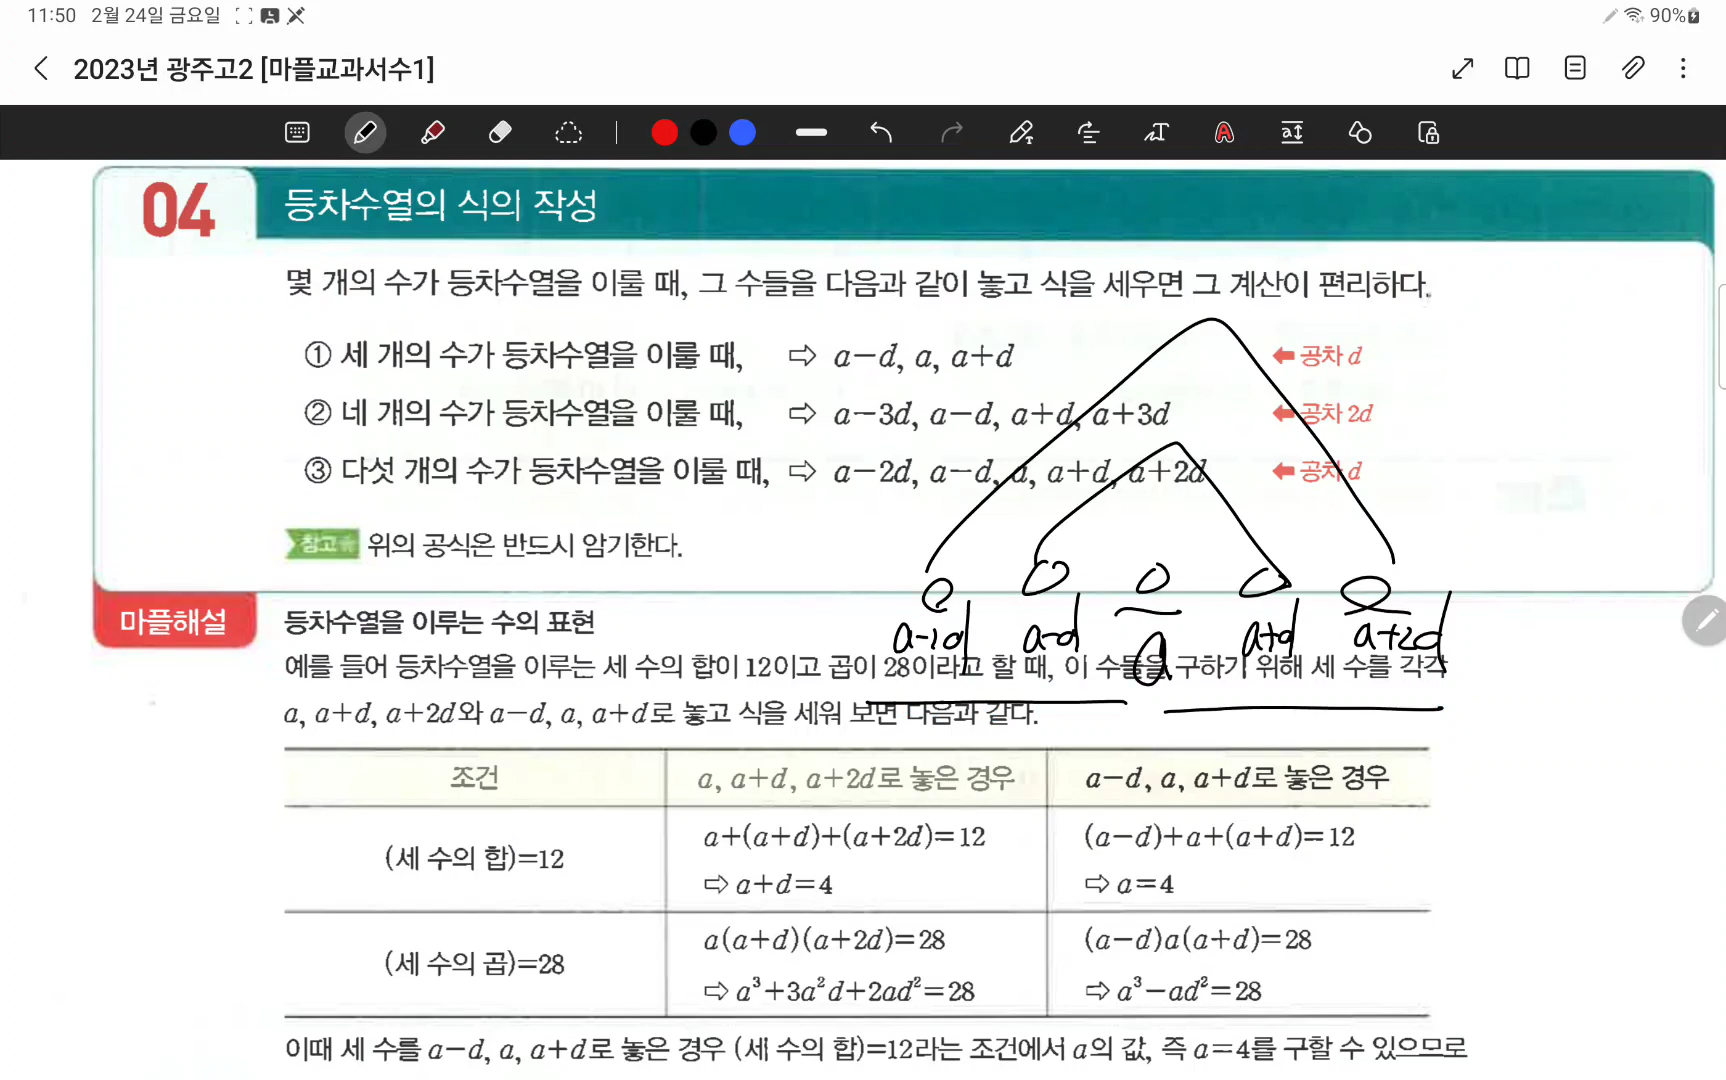 11:50 2월 24일 금요일
90%
2023년 광주고2 [마플교과서수1]
04 등차수열의 식의 작성
몇 개의 수가 등차수열을 이룰 때, 그 수들을 다음과 같이 놓고 식을 세우면 그 계산이 편리하다.
① 세 개의 수가 등차수열을 이룰 때, ⇨ a−d, a, a+d ⬅ 공차 d
② 네 개의 수가 등차수열을 이룰 때, ⇨ a−3d, a−d, a+d, a+3d ⬅ 공차 2d
③ 다섯 개의 수가 등차수열을 이룰 때, ⇨ a−2d, a−d, a, a+d, a+2d ⬅ 공차 d
참고 위의 공식은 반드시 암기한다.
a-2d a-d a a+d a+2d
마플해설 등차수열을 이루는 수의 표현
예를 들어 등차수열을 이루는 세 수의 합이 12이고 곱이 28이라고 할 때, 이 수들을 구하기 위해 세 수를 각각
a, a+d, a+2d와 a−d, a, a+d로 놓고 식을 세워 보면 다음과 같다.
조건 a, a+d, a+2d로 놓은 경우 a−d, a, a+d로 놓은 경우
(세 수의 합)=12 a+(a+d)+(a+2d)=12 (a−d)+a+(a+d)=12
⇨ a+d=4 ⇨ a=4
(세 수의 곱)=28 a(a+d)(a+2d)=28 (a−d)a(a+d)=28
⇨ a³+3a²d+2ad²=28 ⇨ a³−ad²=28
이때 세 수를 a−d, a, a+d로 놓은 경우 (세 수의 합)=12라는 조건에서 a의 값, 즉 a=4를 구할 수 있으므로